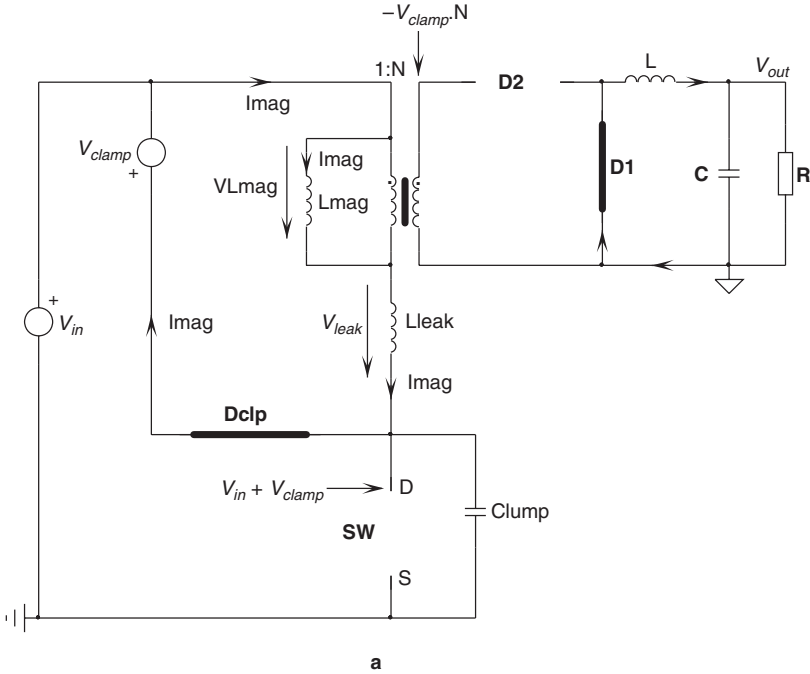 −Vclamp.N
1:N
D2
L
Vout
Imag
Vclamp
+
Imag
VLmag
Lmag
D1
C
R
+
Vin
Imag
Vleak
Lleak
Imag
Dclp
Vin + Vclamp
D
Clump
SW
S
a